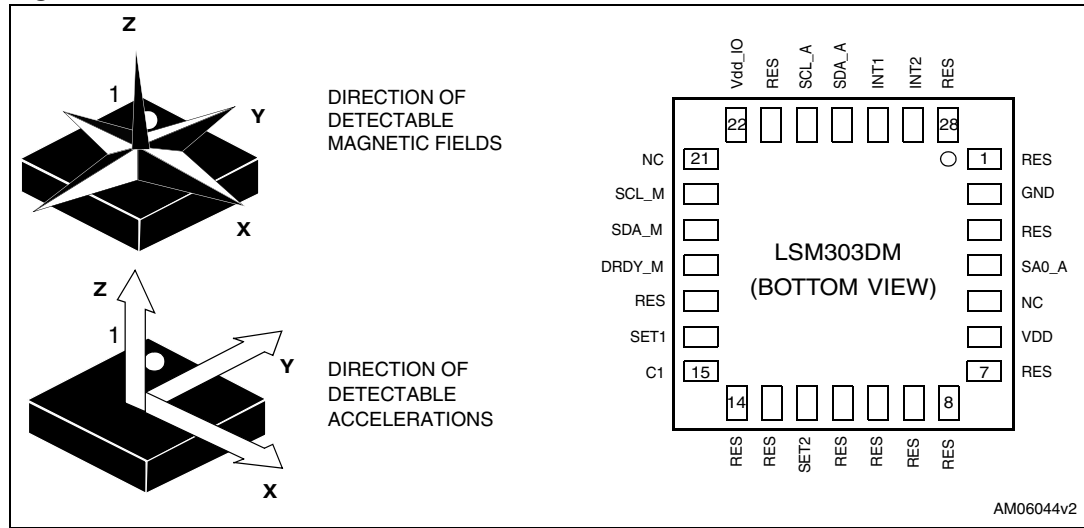 Z
1
Y
X
DIRECTION OF
DETECTABLE
MAGNETIC FIELDS
Z
1
Y
X
DIRECTION OF
DETECTABLE
ACCELERATIONS
Vdd_IO
RES
SCL_A
SDA_A
INT1
INT2
RES
22
28
NC
21
1
RES
SCL_M
GND
SDA_M
RES
DRDY_M
SA0_A
RES
NC
SET1
VDD
C1
15
7
RES
LSM303DM
(BOTTOM VIEW)
14
8
RES
RES
SET2
RES
RES
RES
RES
AM06044v2